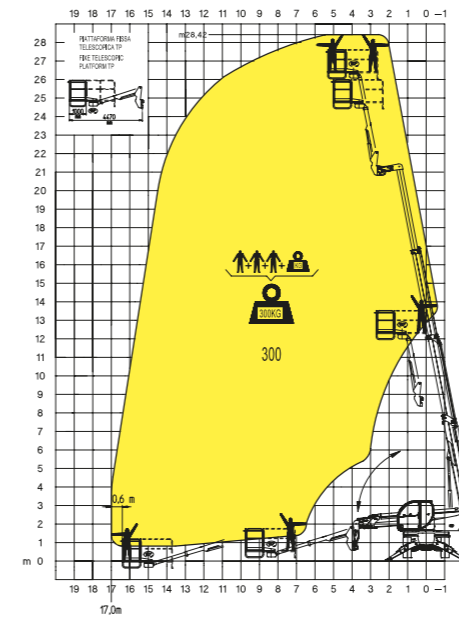 19 18 17 16 15 14 13 12 11 10 9 8 7 6 5 4 3 2 1 0 –1
m28,42
PIATTAFORMA FISSA
TELESCOPICA TP
FIXE TELESCOPIC
PLATFORM TP
4470
28
27
26
25
24
23
22
21
20
19
18
17
16
15
14
13
12
11
10
9
8
7
6
5
4
3
2
1
m 0
+ + +
KG
300KG
300
0,6 m
19 18 17 16 15 14 13 12 11 10 9 8 7 6 5 4 3 2 1 0 –1
17,0m